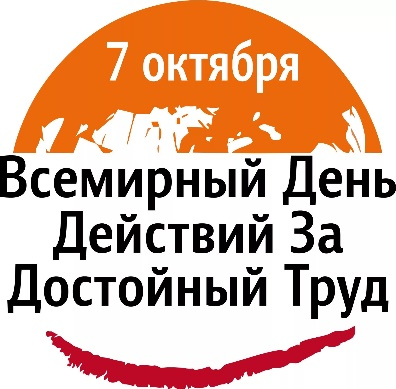 7 октября
Всемирный День
Действий За
Достойный Труд